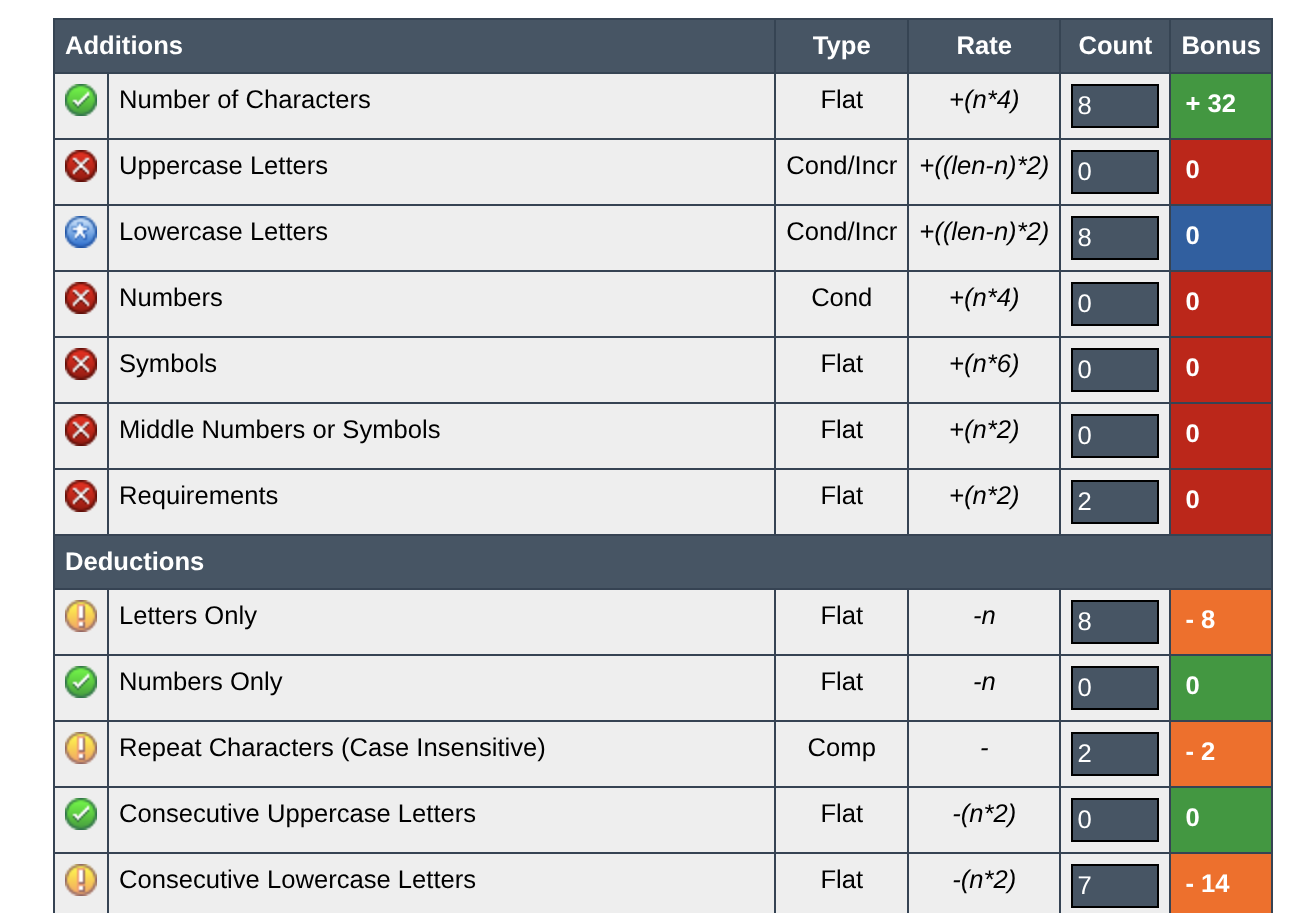 Additions Type Rate Count Bonus
Number of Characters Flat +(n*4) 8 + 32
Uppercase Letters Cond/Incr +((len-n)*2) 0 0
Lowercase Letters Cond/Incr +((len-n)*2) 8 0
Numbers Cond +(n*4) 0 0
Symbols Flat +(n*6) 0 0
Middle Numbers or Symbols Flat +(n*2) 0 0
Requirements Flat +(n*2) 2 0
Deductions
Letters Only Flat -n 8 - 8
Numbers Only Flat -n 0 0
Repeat Characters (Case Insensitive) Comp - 2 - 2
Consecutive Uppercase Letters Flat -(n*2) 0 0
Consecutive Lowercase Letters Flat -(n*2) 7 - 14